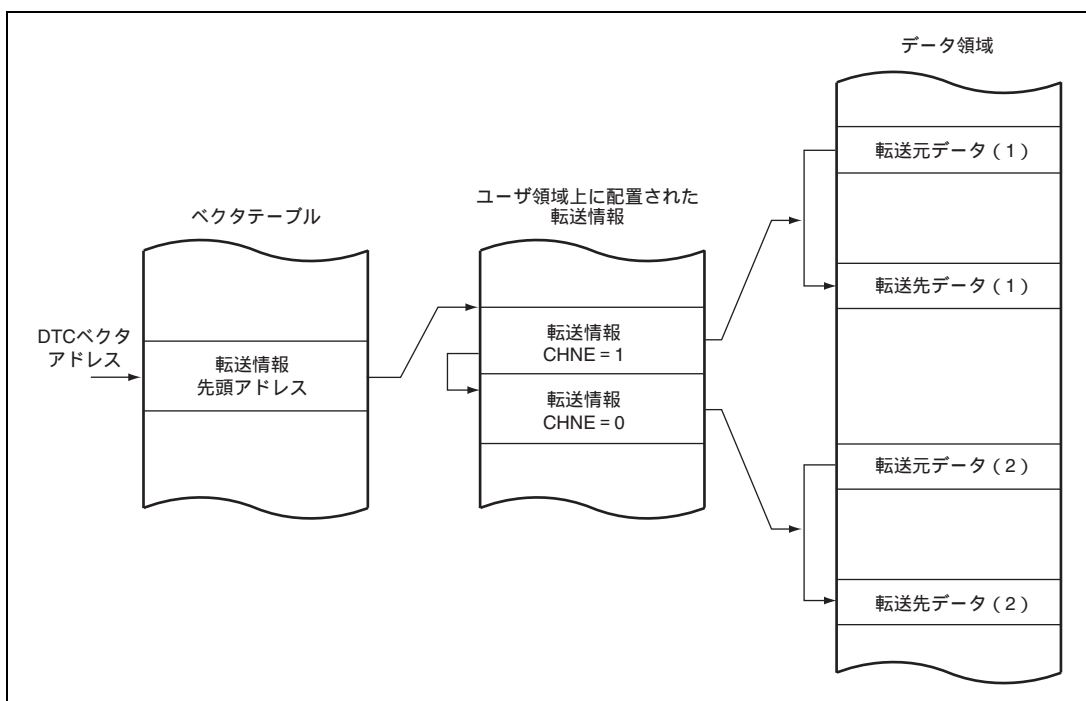 データ領域
転送元データ（1）
転送先データ（1）
転送元データ（2）
転送先データ（2）
ユーザ領域上に配置された
転送情報
転送情報
CHNE = 1
転送情報
CHNE = 0
ベクタテーブル
転送情報
先頭アドレス
DTCベクタ
アドレス